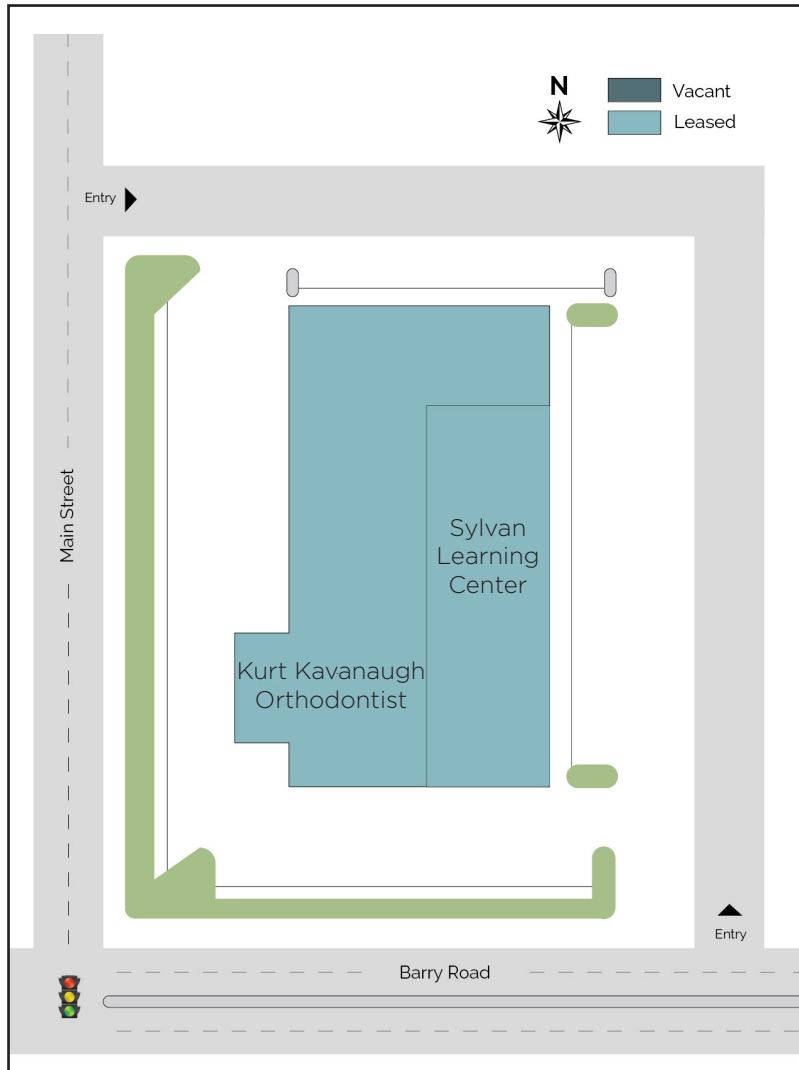 N
Vacant
Leased
Entry
Main Street
Sylvan
Learning
Center
Kurt Kavanaugh
Orthodontist
Entry
Barry Road